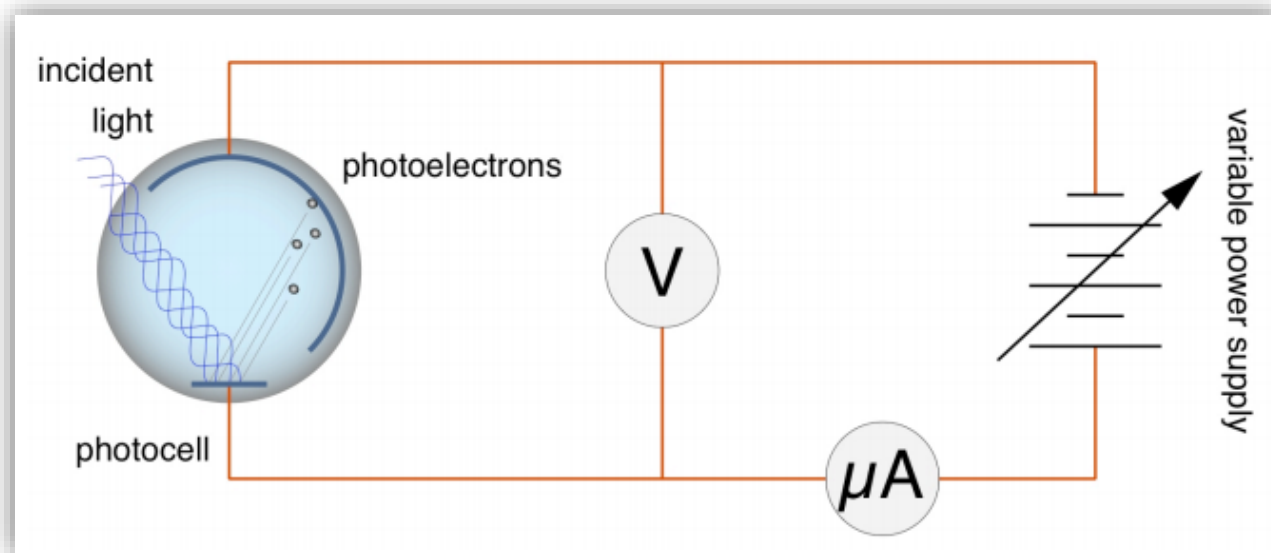 incident
light
photoelectrons
V
variable power supply
photocell
μA